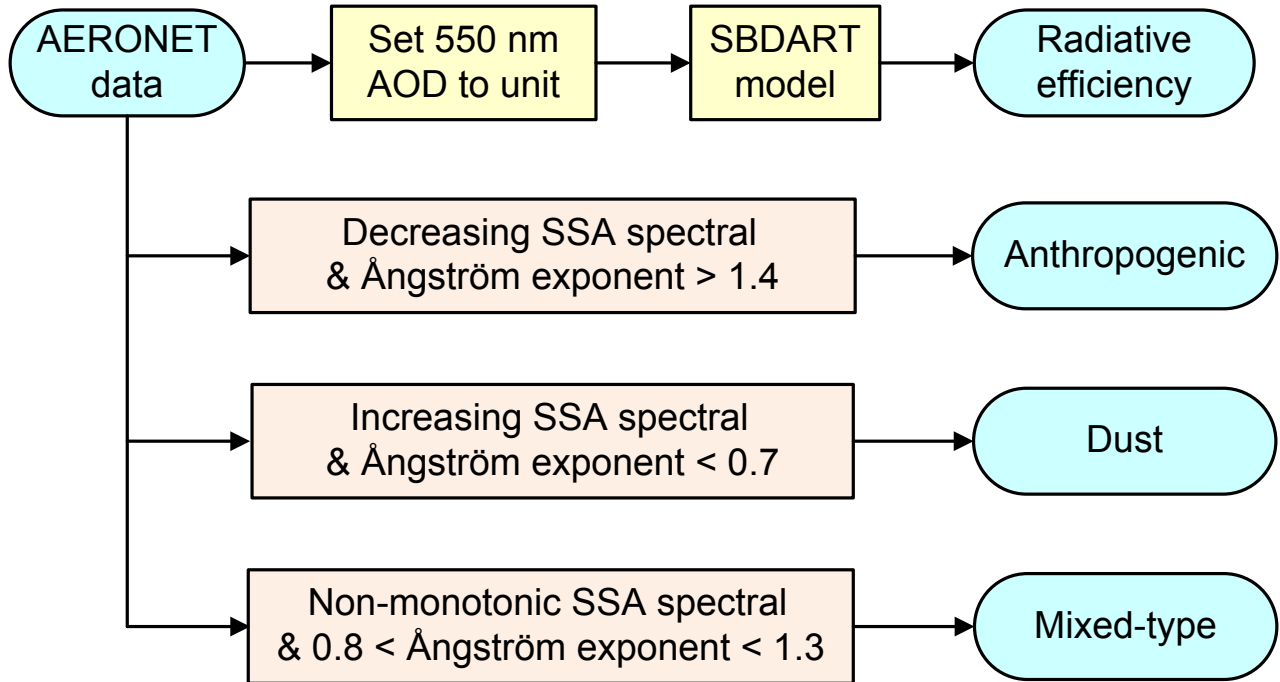 AERONET
data
Set 550 nm
AOD to unit
SBDART
model
Radiative
efficiency
Decreasing SSA spectral
& Ångström exponent > 1.4
Anthropogenic
Increasing SSA spectral
& Ångström exponent < 0.7
Dust
Non-monotonic SSA spectral
& 0.8 < Ångström exponent < 1.3
Mixed-type